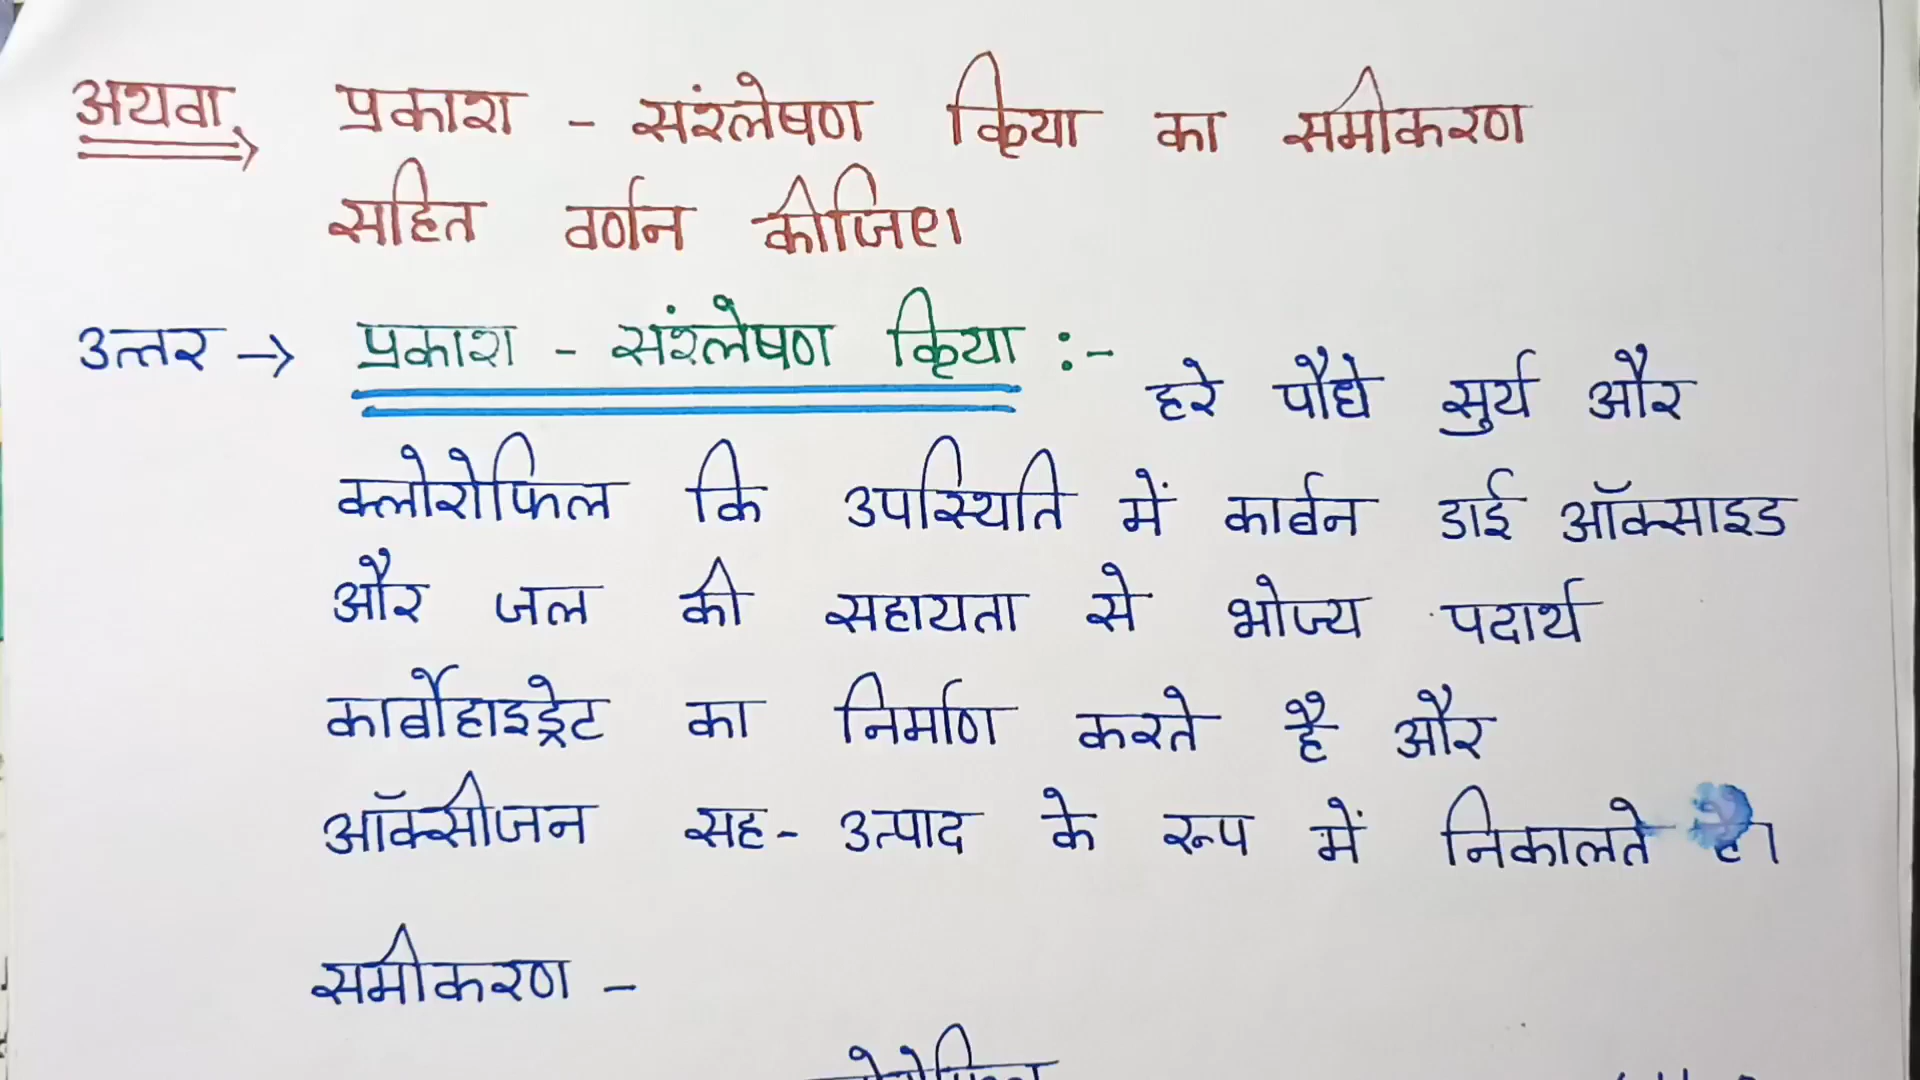 अथवा, प्रकाश - संश्लेषण क्रिया का समीकरण
सहित वर्णन कीजिए।
उत्तर → प्रकाश - संश्लेषण क्रिया :- हरे पौधे सुर्य और
क्लोरोफिल कि उपस्थिति में कार्बन डाई ऑक्साइड
और जल की सहायता से भोज्य पदार्थ
कार्बोहाइड्रेट का निर्माण करते है और
ऑक्सीजन सह - उत्पाद के रूप में निकालते है।
समीकरण -